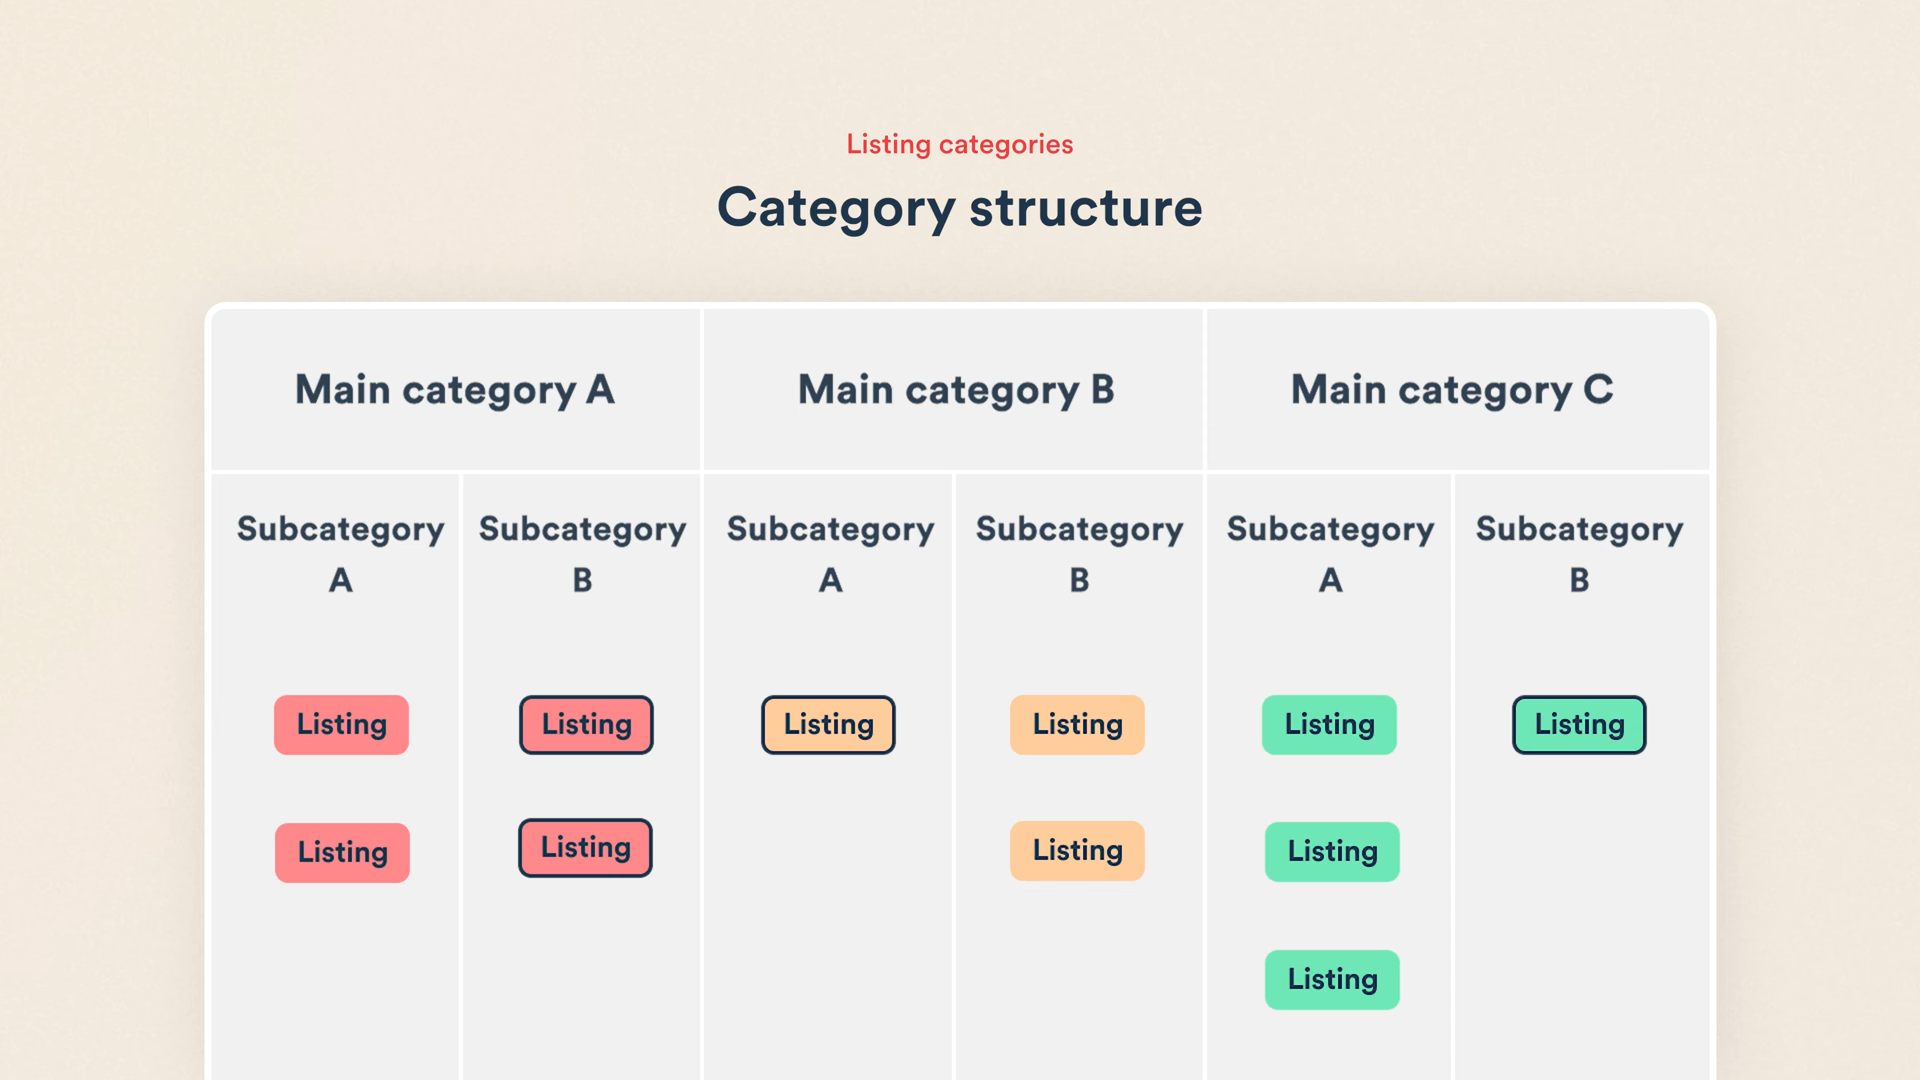 Listing categories
Category structure
Main category A
Main category B
Main category C
Subcategory
A
Subcategory
B
Subcategory
A
Subcategory
B
Subcategory
A
Subcategory
B
Listing
Listing
Listing
Listing
Listing
Listing
Listing
Listing
Listing
Listing
Listing